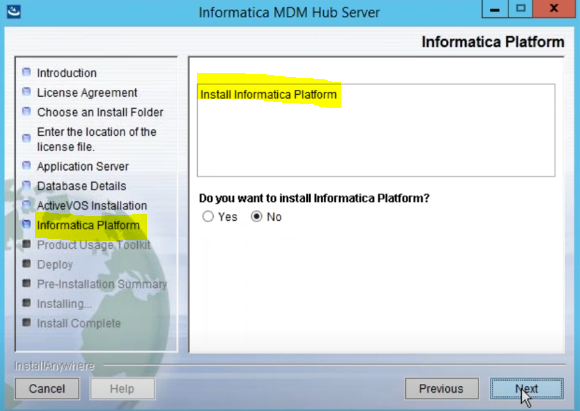 Informatica MDM Hub Server
Informatica Platform
Introduction
License Agreement
Choose an Install Folder
Enter the location of the
license file.
Application Server
Database Details
ActiveVOS Installation
Informatica Platform
Product Usage Toolkit
Deploy
Pre-Installation Summary
Installing...
Install Complete
Install Informatica Platform
Do you want to install Informatica Platform?
Yes No
InstallAnywhere
Cancel Help Previous Next